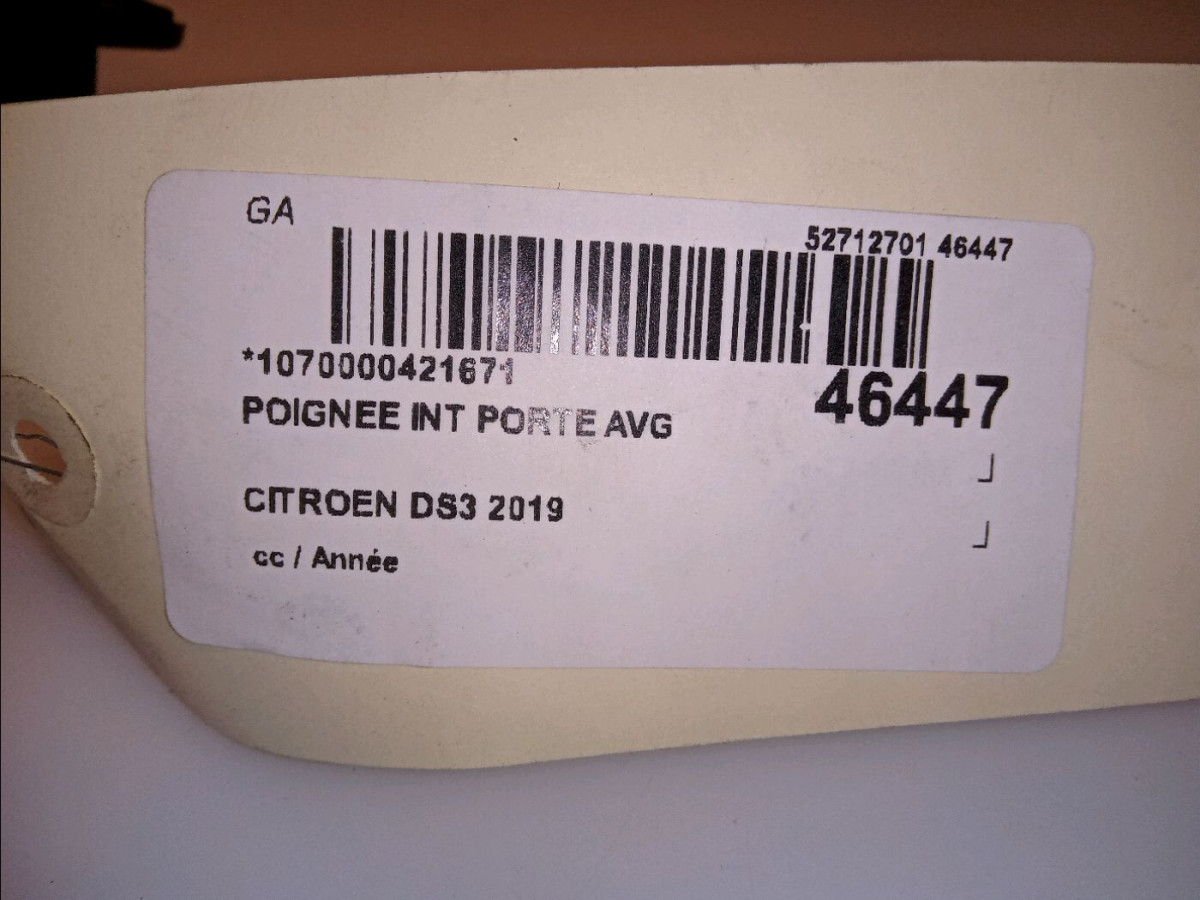 GA
52712701 46447
*1070000421671
46447
POIGNEE INT PORTE AVG
CITROEN DS3 2019
cc / Année